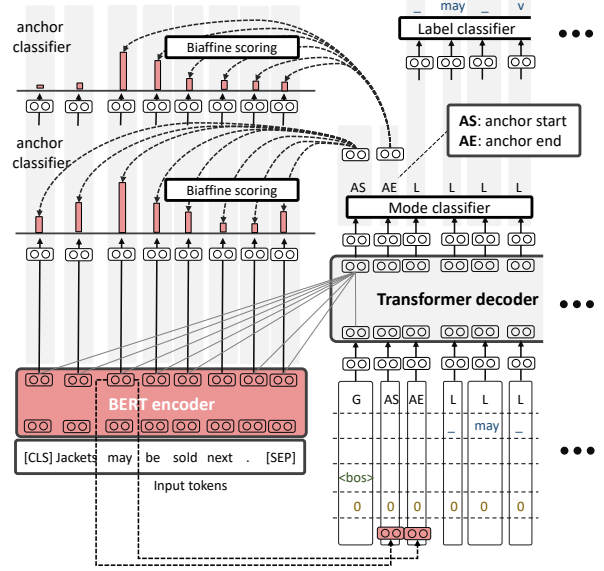 _ may _ v
Label classifier
anchor
classifier
Biaffine scoring
AS: anchor start
AE: anchor end
anchor
classifier
Biaffine scoring
AS AE L L L L
Mode classifier
Transformer decoder
BERT encoder
G AS AE L L L
_ may _
[CLS] Jackets may be sold next . [SEP]
Input tokens
<bos>
0 0 0 0 0 0